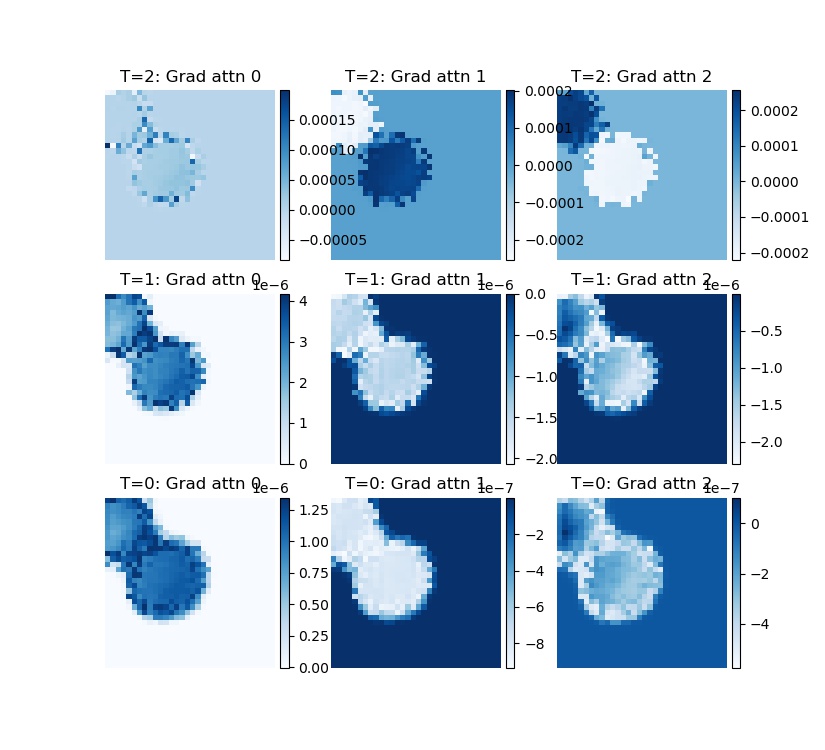 T=2: Grad attn 0
T=2: Grad attn 1
T=2: Grad attn 2
0.00015
0.00010
0.00005
0.00000
−0.00005
0.0002
0.0001
0.0000
−0.0001
−0.0002
0.0002
0.0001
0.0000
−0.0001
−0.0002
T=1: Grad attn 0
1e−6
T=1: Grad attn 1
1e−6
T=1: Grad attn 2
1e−6
4
3
2
1
0
0.0
−0.5
−1.0
−1.5
−2.0
−0.5
−1.0
−1.5
−2.0
T=0: Grad attn 0
1e−6
T=0: Grad attn 1
1e−7
T=0: Grad attn 2
1e−7
1.25
1.00
0.75
0.50
0.25
0.00
−2
−4
−6
−8
0
−2
−4